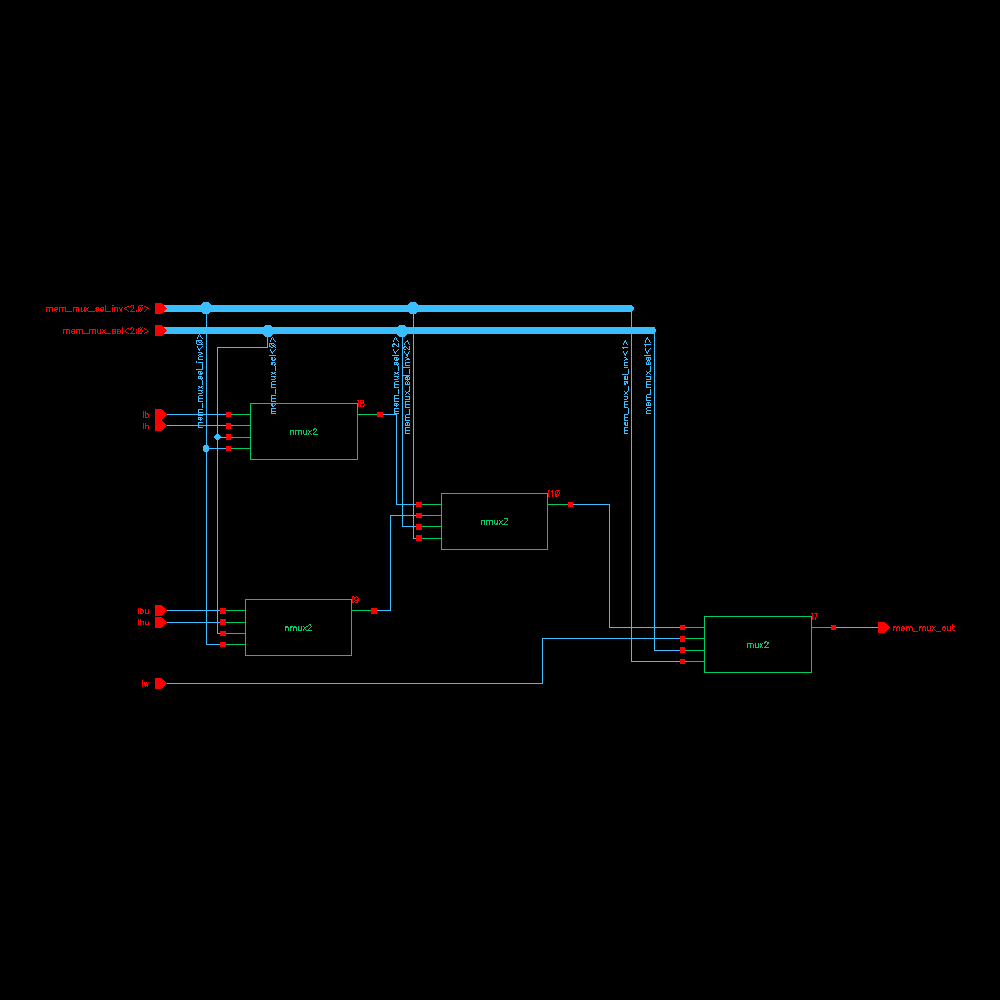 mem_mux_sel_inv<2:0>
mem_mux_sel<2:0>
mem_mux_sel_inv<0>
mem_mux_sel<0>
mem_mux_sel<2>
mem_mux_sel_inv<2>
mem_mux_sel_inv<1>
mem_mux_sel<1>
lb
lh
I8
nmux2
I10
nmux2
lbu
lhu
I9
nmux2
I7
mux2
mem_mux_out
lw